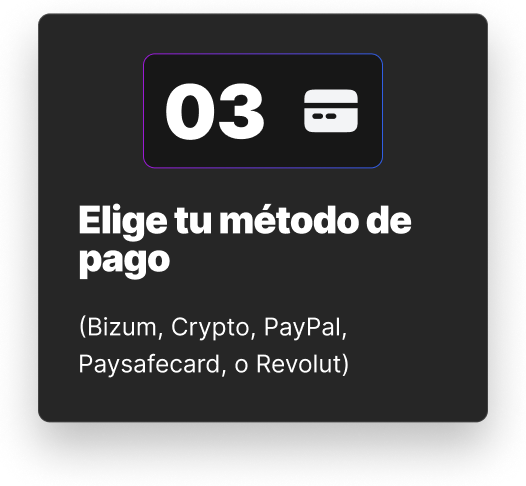 03
Elige tu método de
pago
(Bizum, Crypto, PayPal,
Paysafecard, o Revolut)